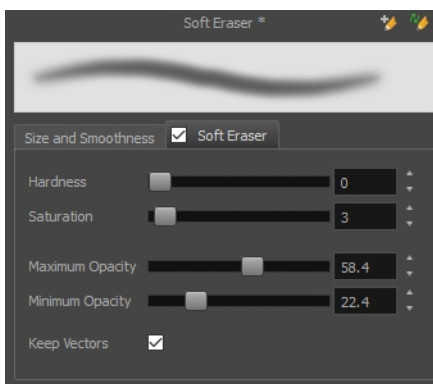 Soft Eraser *
Size and Smoothness Soft Eraser
Hardness 0
Saturation 3
Maximum Opacity 58.4
Minimum Opacity 22.4
Keep Vectors